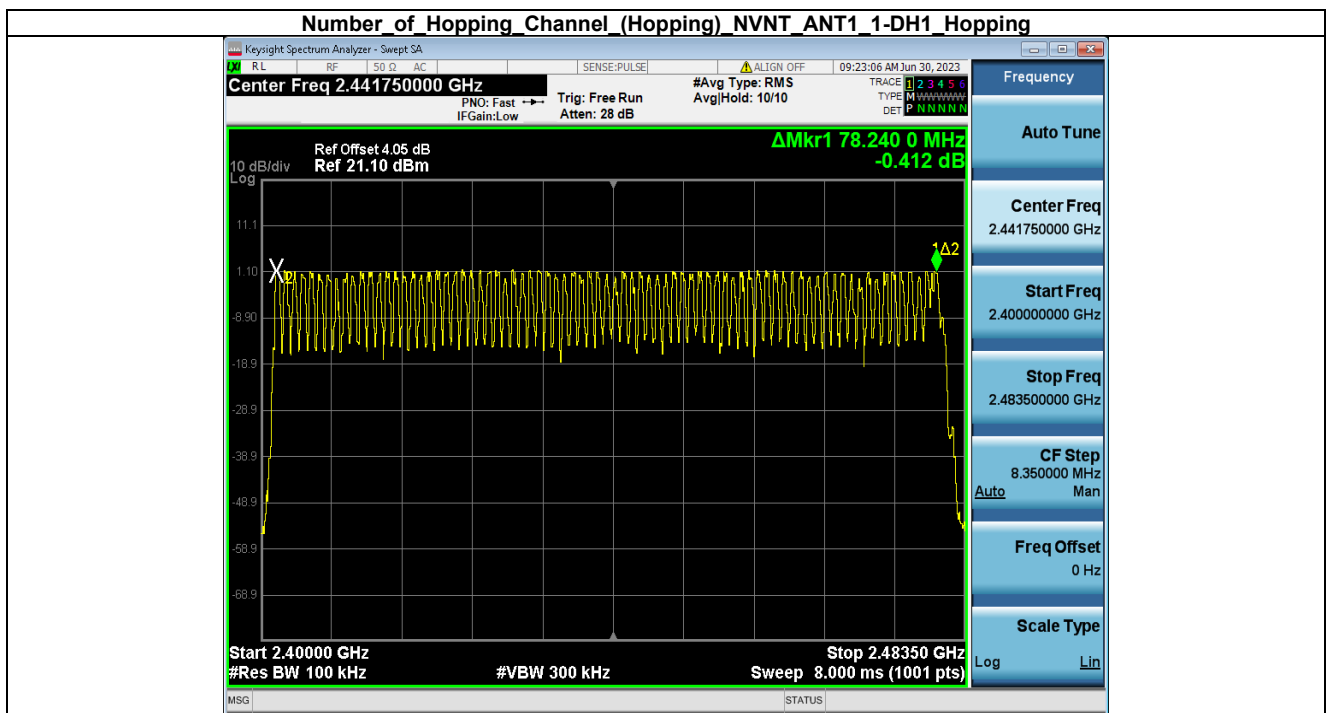 Number_of_Hopping_Channel_(Hopping)_NVNT_ANT1_1-DH1_Hopping
Keysight Spectrum Analyzer - Swept SA
LXI RL RF 50 Ω AC SENSE:PULSE ALIGN OFF 09:23:06 AM Jun 30, 2023
Center Freq 2.441750000 GHz
PNO: Fast
IFGain:Low
Trig: Free Run
Atten: 28 dB
#Avg Type: RMS
Avg|Hold: 10/10
TRACE 1 2 3 4 5 6
TYPE M WWWWW
DET P N N N N N
ΔMkr1 78.240 0 MHz
-0.412 dB
Ref Offset 4.05 dB
10 dB/div Ref 21.10 dBm
Log
11.1
1.10
-8.90
-18.9
-28.9
-38.9
-48.9
-58.9
-68.9
X2
1Δ2
Start 2.40000 GHz Stop 2.48350 GHz
#Res BW 100 kHz #VBW 300 kHz Sweep 8.000 ms (1001 pts)
MSG STATUS
Frequency
Auto Tune
Center Freq
2.441750000 GHz
Start Freq
2.400000000 GHz
Stop Freq
2.483500000 GHz
CF Step
8.350000 MHz
Auto Man
Freq Offset
0 Hz
Scale Type
Log Lin